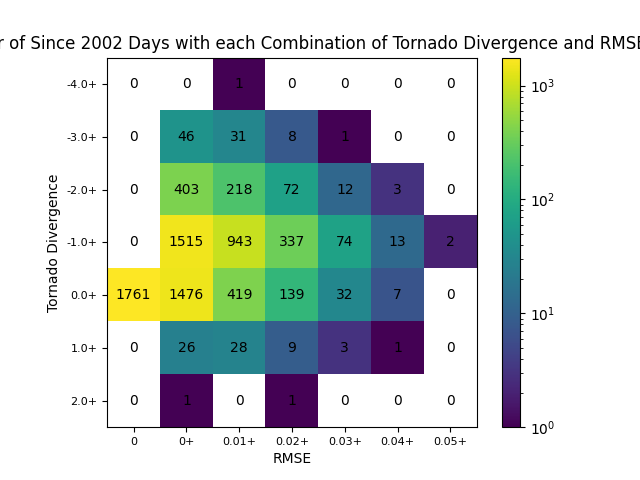 r of Since 2002 Days with each Combination of Tornado Divergence and RMSE
-4.0+ 0 0 1 0 0 0 0
-3.0+ 0 46 31 8 1 0 0
-2.0+ 0 403 218 72 12 3 0
-1.0+ 0 1515 943 337 74 13 2
0.0+ 1761 1476 419 139 32 7 0
1.0+ 0 26 28 9 3 1 0
2.0+ 0 1 0 1 0 0 0
0 0+ 0.01+ 0.02+ 0.03+ 0.04+ 0.05+
RMSE
Tornado Divergence
10³
10²
10¹
10⁰